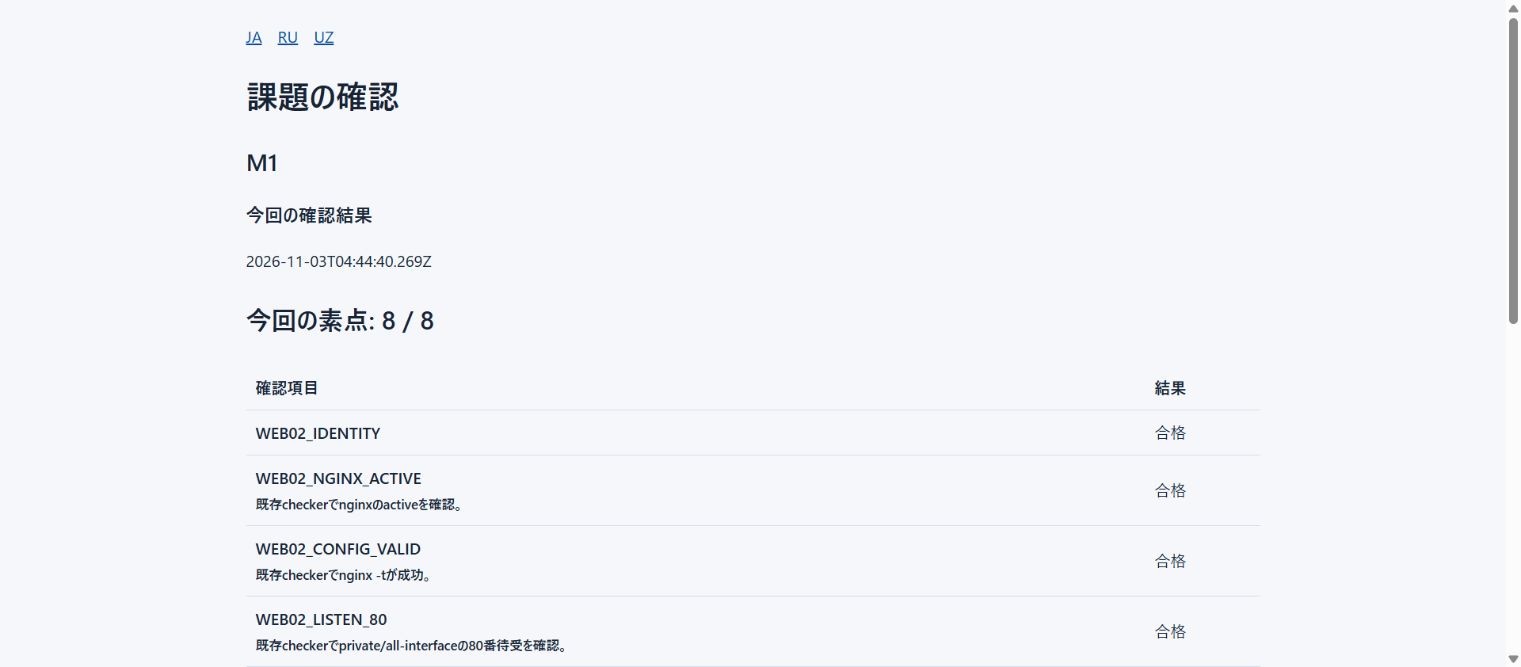 JA RU UZ
課題の確認
M1
今回の確認結果
2026-11-03T04:44:40.269Z
今回の素点: 8 / 8
確認項目 結果
WEB02_IDENTITY 合格
WEB02_NGINX_ACTIVE
既存checkerでnginxのactiveを確認。 合格
WEB02_CONFIG_VALID
既存checkerでnginx -tが成功。 合格
WEB02_LISTEN_80
既存checkerでprivate/all-interfaceの80番待受を確認。 合格